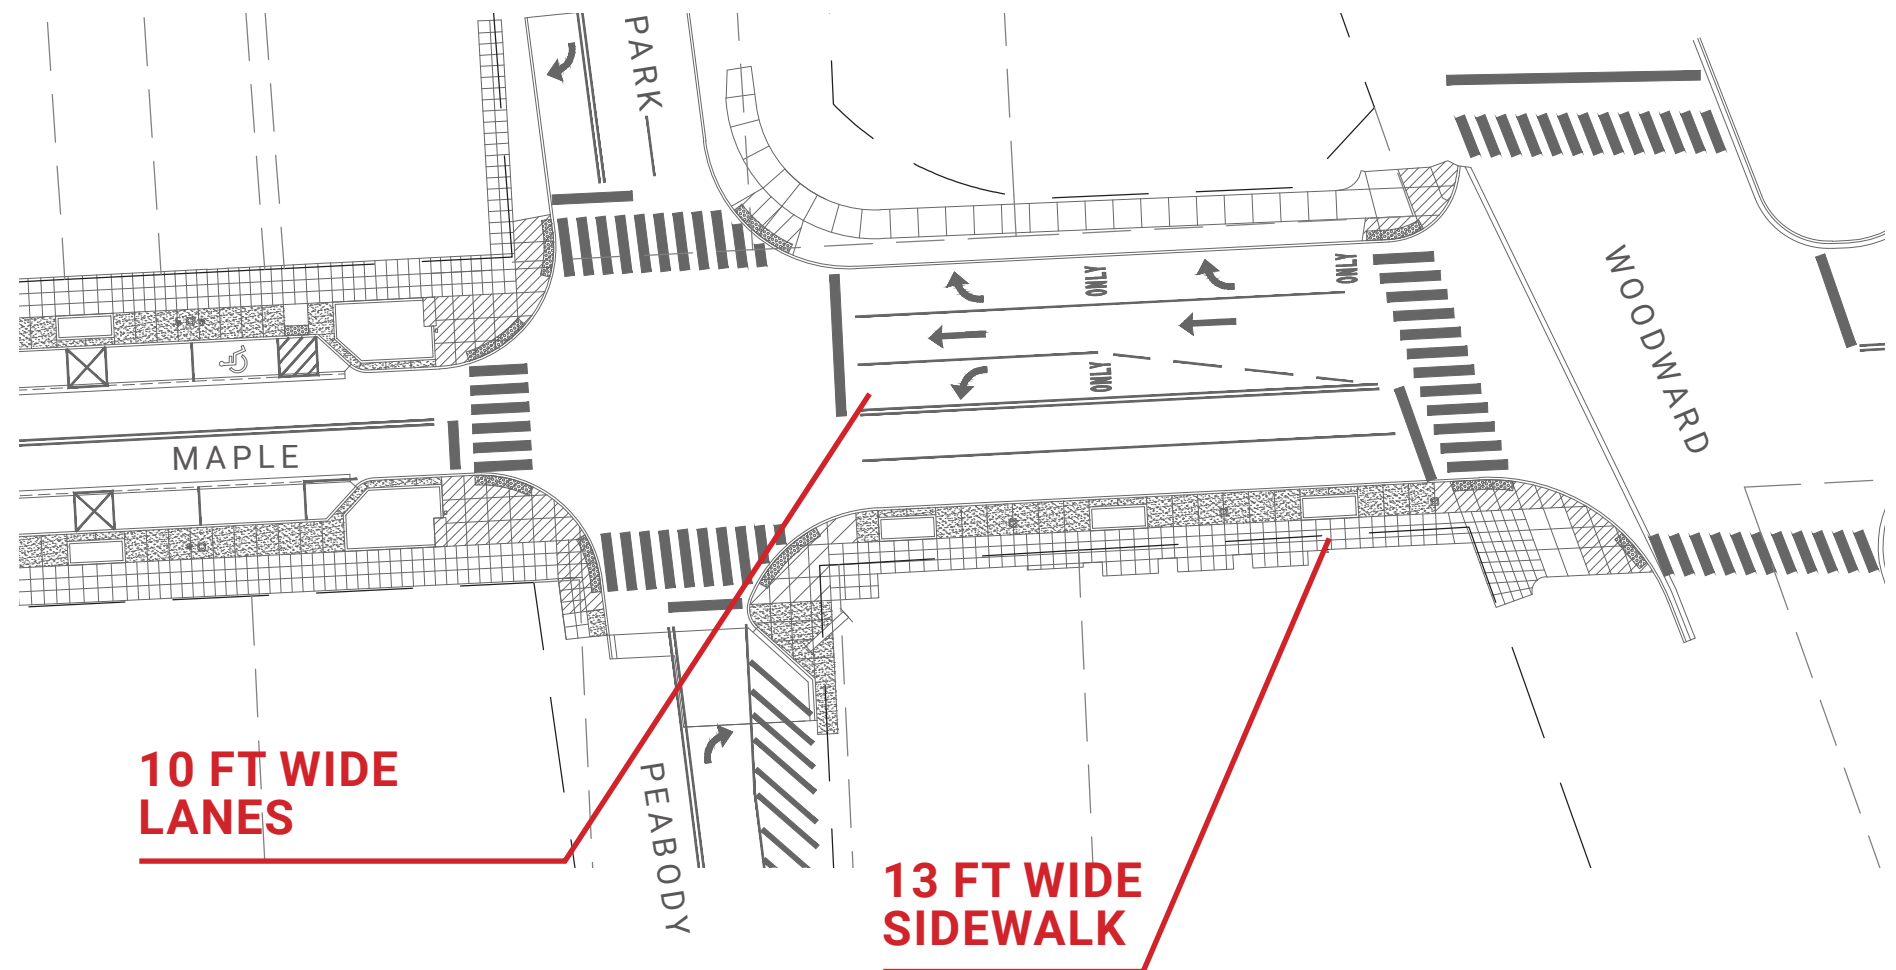 PARK
ONLY
ONLY
ONLY
WOODWARD
MAPLE
10 FT WIDE
LANES
PEABODY
13 FT WIDE
SIDEWALK